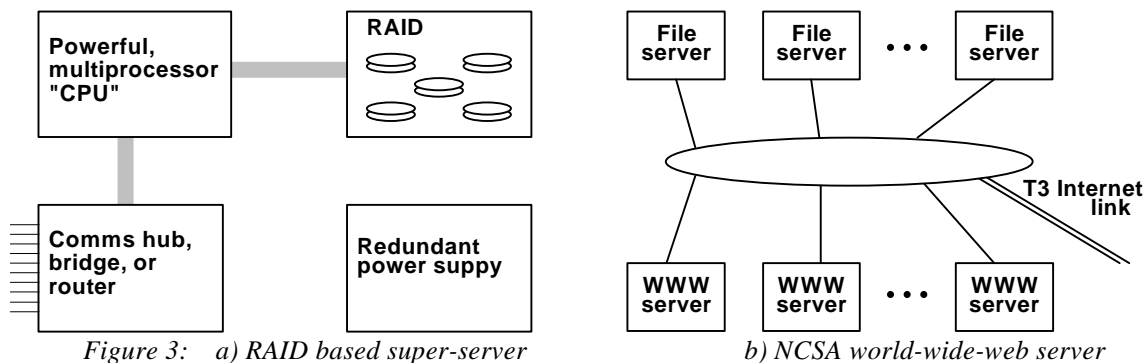 Powerful,
multiprocessor
"CPU"
RAID
Comms hub,
bridge, or
router
Redundant
power suppy
Figure 3: a) RAID based super-server
File
server
File
server
• • •
File
server
T3 Internet
link
WWW
server
WWW
server
• • •
WWW
server
b) NCSA world-wide-web server